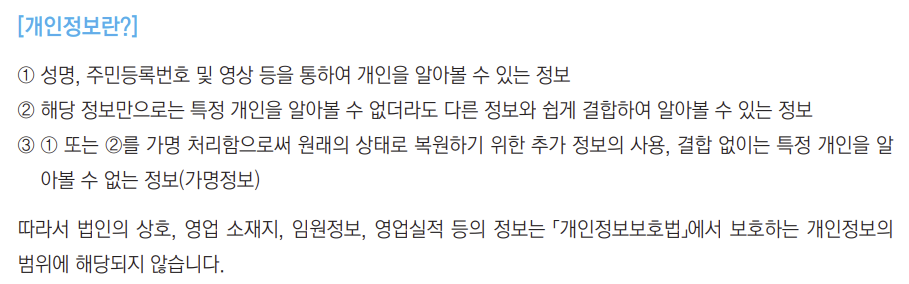 [개인정보란?]
① 성명, 주민등록번호 및 영상 등을 통하여 개인을 알아볼 수 있는 정보
② 해당 정보만으로는 특정 개인을 알아볼 수 없더라도 다른 정보와 쉽게 결합하여 알아볼 수 있는 정보
③ ① 또는 ②를 가명 처리함으로써 원래의 상태로 복원하기 위한 추가 정보의 사용, 결합 없이는 특정 개인을 알
아볼 수 없는 정보(가명정보)
따라서 법인의 상호, 영업 소재지, 임원정보, 영업실적 등의 정보는 「개인정보보호법」에서 보호하는 개인정보의
범위에 해당되지 않습니다.